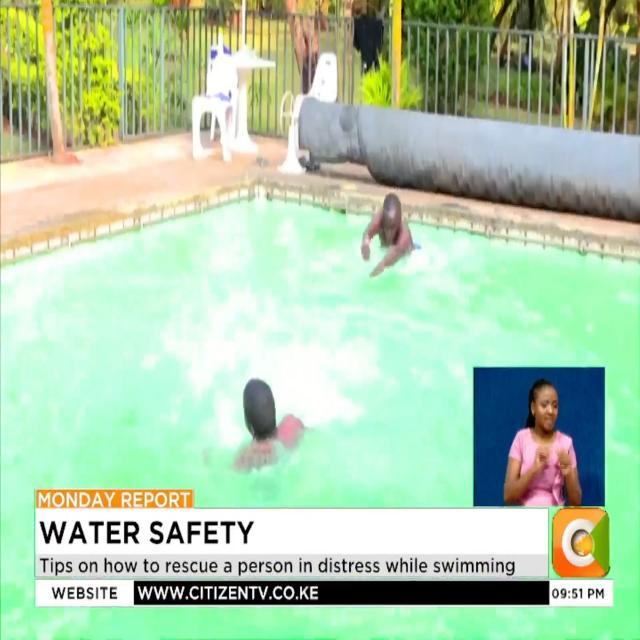 MONDAY REPORT
WATER SAFETY
Tips on how to rescue a person in distress while swimming
WEBSITE WWW.CITIZENTV.CO.KE 09:51 PM